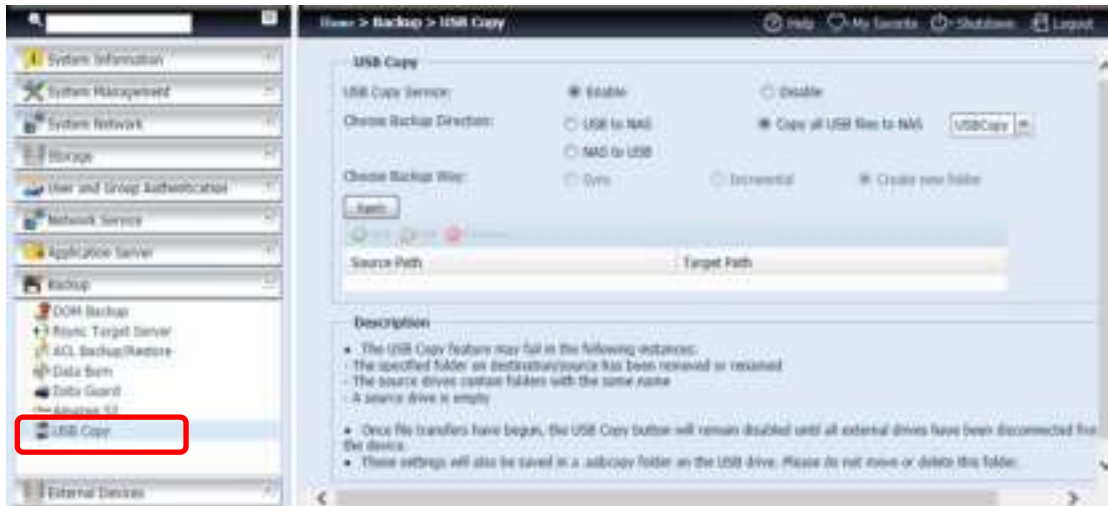 Home > Backup > USB Copy
Help My favorite Shutdown Logout
System Information
System Management
System Network
Storage
User and Group Authentication
Network Service
Application Server
Backup
DOM Backup
Rsync Target Server
ACL Backup/Restore
Data Burn
Data Guard
Amazon S3
USB Copy
External Devices
USB Copy
USB Copy Service: Enable Disable
Choose Backup Direction: USB to NAS Copy all USB files to NAS USBCopy
NAS to USB
Choose Backup Way: Sync Incremental Create new folder
Apply
Source Path Target Path
Description
• The USB Copy feature may fail in the following instances:
- The specified folder on destination/source has been removed or renamed
- The source drives contain folders with the same name
- A source drive is empty
• Once file transfers have begun, the USB Copy button will remain disabled until all external drives have been disconnected from
the device.
• These settings will also be saved in a .usbcopy folder on the USB drive. Please do not move or delete this folder.